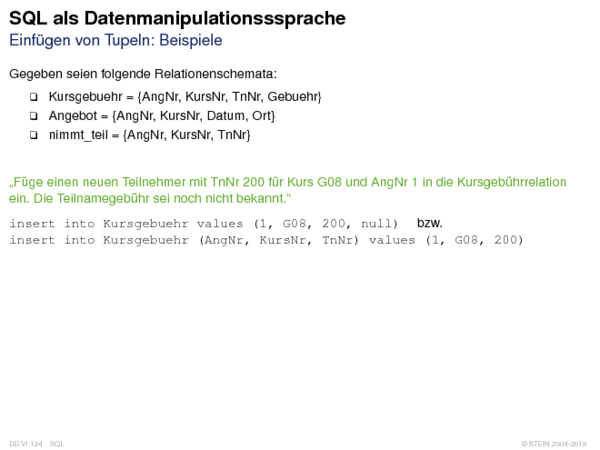 SQL als Datenmanipulationsssprache
Einfügen von Tupeln: Beispiele
Gegeben seien folgende Relationenschemata:
❑ Kursgebuehr = {AngNr, KursNr, TnNr, Gebuehr}
❑ Angebot = {AngNr, KursNr, Datum, Ort}
❑ nimmt_teil = {AngNr, KursNr, TnNr}
„Füge einen neuen Teilnehmer mit TnNr 200 für Kurs G08 und AngNr 1 in die Kursgebührrelation
ein. Die Teilnamegebühr sei noch nicht bekannt.“
insert into Kursgebuehr values (1, G08, 200, null) bzw.
insert into Kursgebuehr (AngNr, KursNr, TnNr) values (1, G08, 200)
DB:VI-124 SQL © STEIN 2004-2018